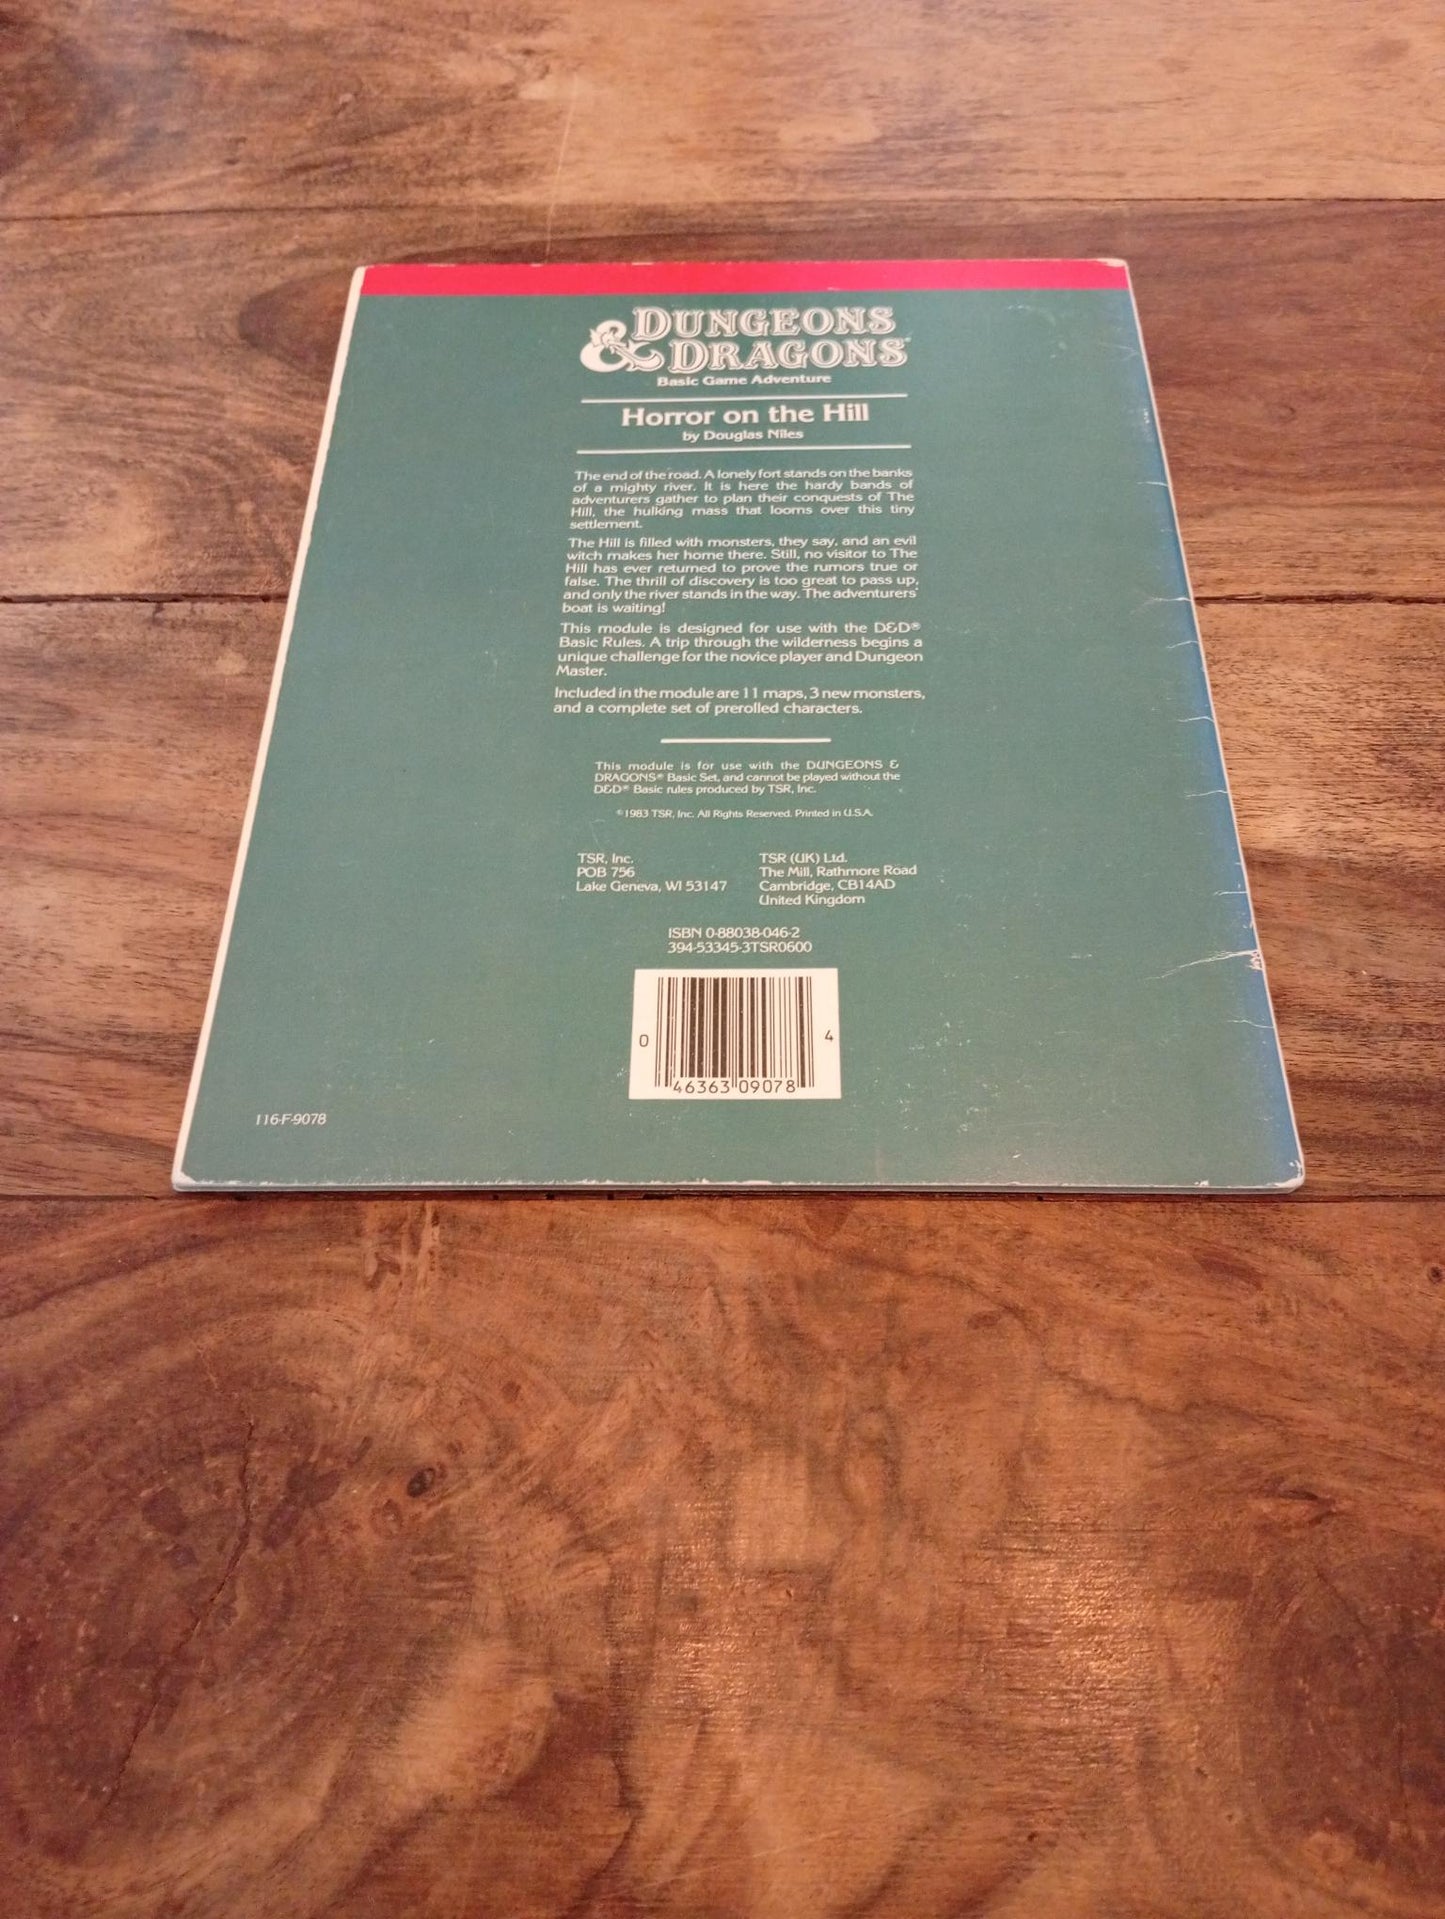 DUNGEONS
& DRAGONS®
Basic Game Adventure
Horror on the Hill
by Douglas Niles
The end of the road. A lonely fort stands on the banks
of a mighty river. It is here the hardy bands of
adventurers gather to plan their conquests of The
Hill, the hulking mass that looms over this tiny
settlement.
The Hill is filled with monsters, they say, and an evil
witch makes her home there. Still, no visitor to The
Hill has ever returned to prove the rumors true or
false. The thrill of discovery is too great to pass up,
and only the river stands in the way. The adventurers'
boat is waiting!
This module is designed for use with the D&D®
Basic Rules. A trip through the wilderness begins a
unique challenge for the novice player and Dungeon
Master.
Included in the module are 11 maps, 3 new monsters,
and a complete set of prerolled characters.
This module is for use with the DUNGEONS &
DRAGONS® Basic Set, and cannot be played without the
D&D® Basic rules produced by TSR, Inc.
©1983 TSR, Inc. All Rights Reserved. Printed in U.S.A.
TSR, Inc.
POB 756
Lake Geneva, WI 53147
TSR (UK) Ltd.
The Mill, Rathmore Road
Cambridge, CB14AD
United Kingdom
ISBN 0-88038-046-2
394-53345-3TSR0600
0 46363 09078 4
116-F-9078